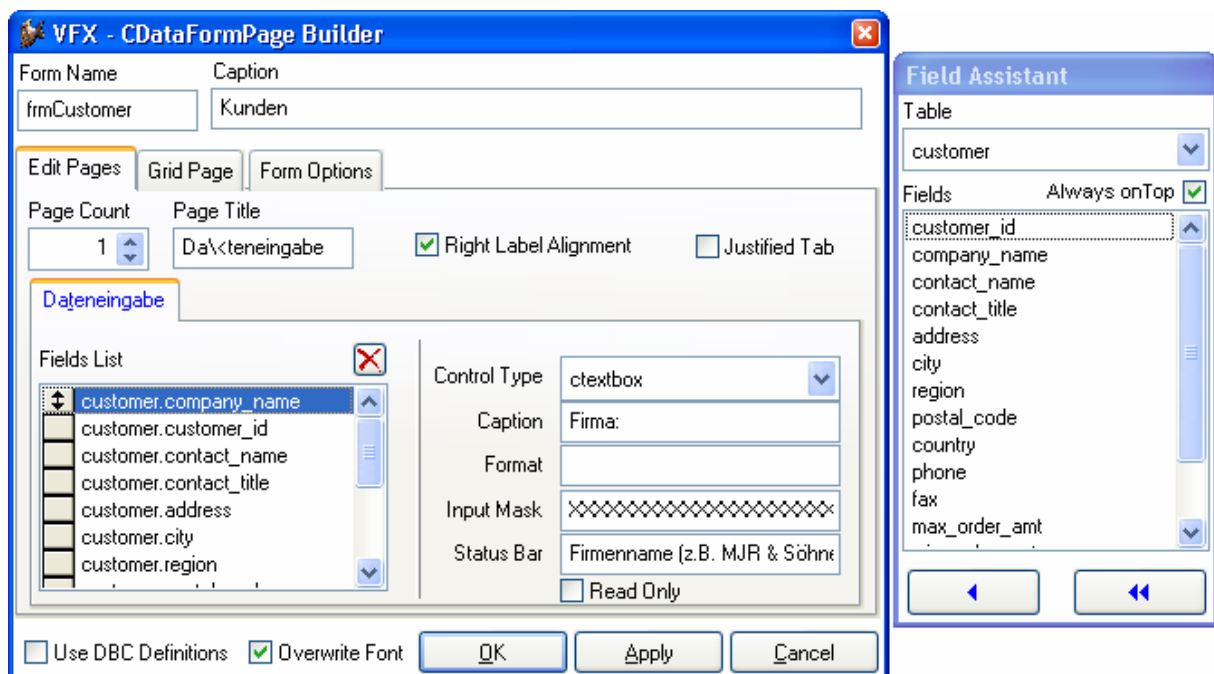 VFX - CDataFormPage Builder
Form Name Caption
frmCustomer Kunden
Edit Pages Grid Page Form Options
Page Count Page Title
1 Da\<teneingabe Right Label Alignment Justified Tab
Dateneingabe
Fields List
customer.company_name
customer.customer_id
customer.contact_name
customer.contact_title
customer.address
customer.city
customer.region
Control Type ctextbox
Caption Firma:
Format
Input Mask XXXXXXXXXXXXXXXXXXXX
Status Bar Firmenname (z.B. MJR & Söhne
Read Only
Use DBC Definitions Overwrite Font OK Apply Cancel
Field Assistant
Table
customer
Fields Always onTop
customer_id
company_name
contact_name
contact_title
address
city
region
postal_code
country
phone
fax
max_order_amt